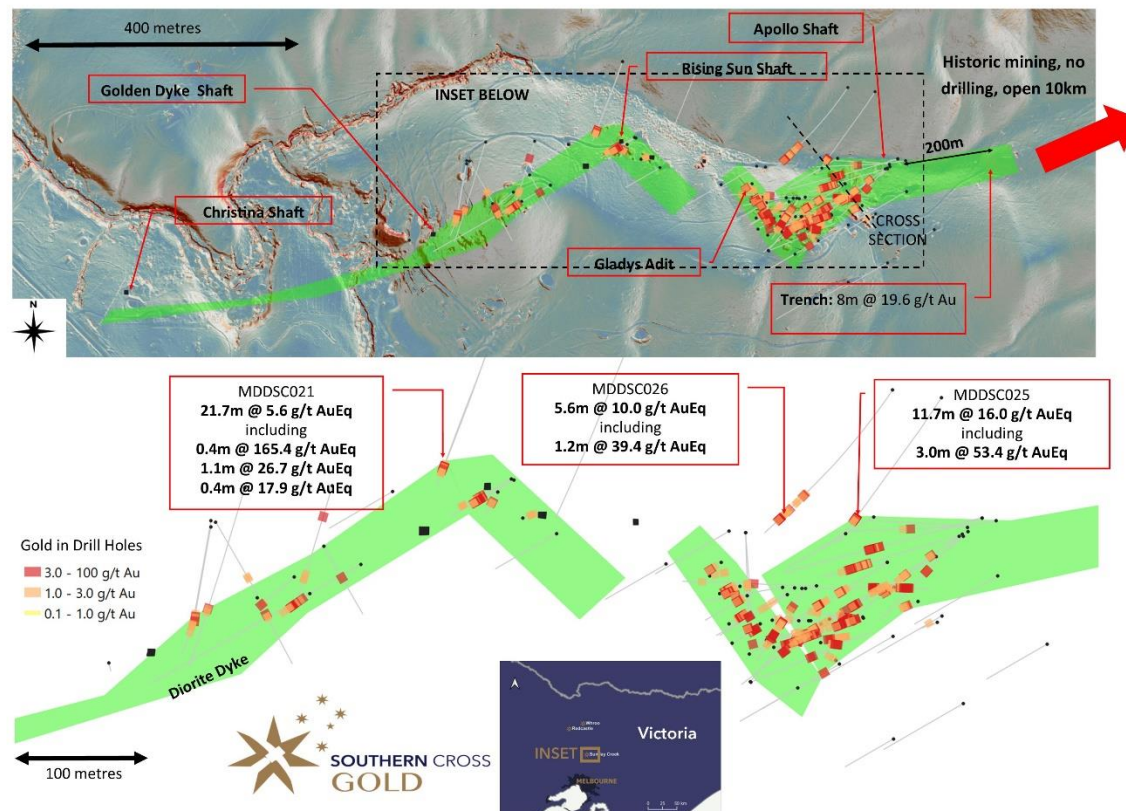 400 metres
Apollo Shaft
Rising Sun Shaft
Historic mining, no
drilling, open 10km
Golden Dyke Shaft
INSET BELOW
200m
Christina Shaft
CROSS
SECTION
Gladys Adit
Trench: 8m @ 19.6 g/t Au
N
MDDSC021
21.7m @ 5.6 g/t AuEq
including
0.4m @ 165.4 g/t AuEq
1.1m @ 26.7 g/t AuEq
0.4m @ 17.9 g/t AuEq
MDDSC026
5.6m @ 10.0 g/t AuEq
including
1.2m @ 39.4 g/t AuEq
MDDSC025
11.7m @ 16.0 g/t AuEq
including
3.0m @ 53.4 g/t AuEq
Gold in Drill Holes
3.0 - 100 g/t Au
1.0 - 3.0 g/t Au
0.1 - 1.0 g/t Au
Diorite Dyke
100 metres
SOUTHERN CROSS
GOLD
Redcastle
Victoria
INSET
MELBOURNE
0 25 50 km